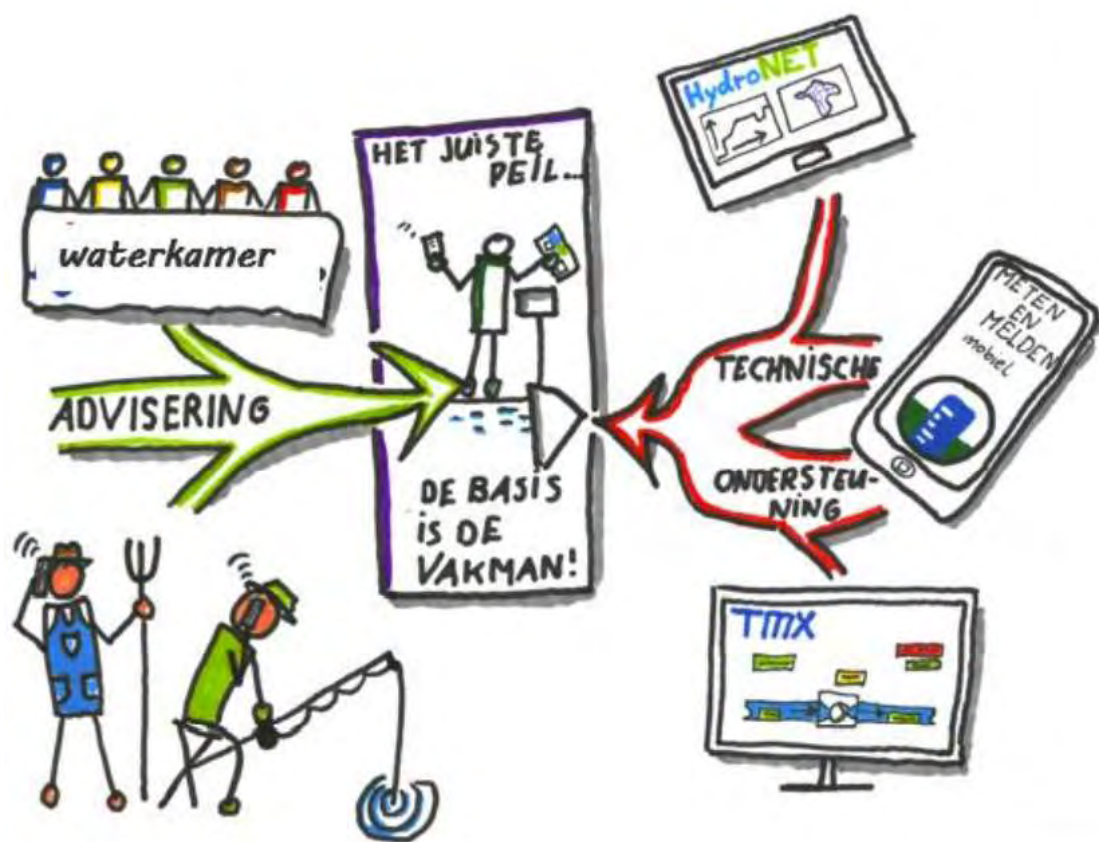 HydroNET
HET JUISTE
PEIL...
waterkamer
METEN
EN
MELDEN
mobiel
TECHNISCHE
ADVISERING
ONDERSTEU-
NING
DE BASIS
IS DE
VAKMAN!
TMX